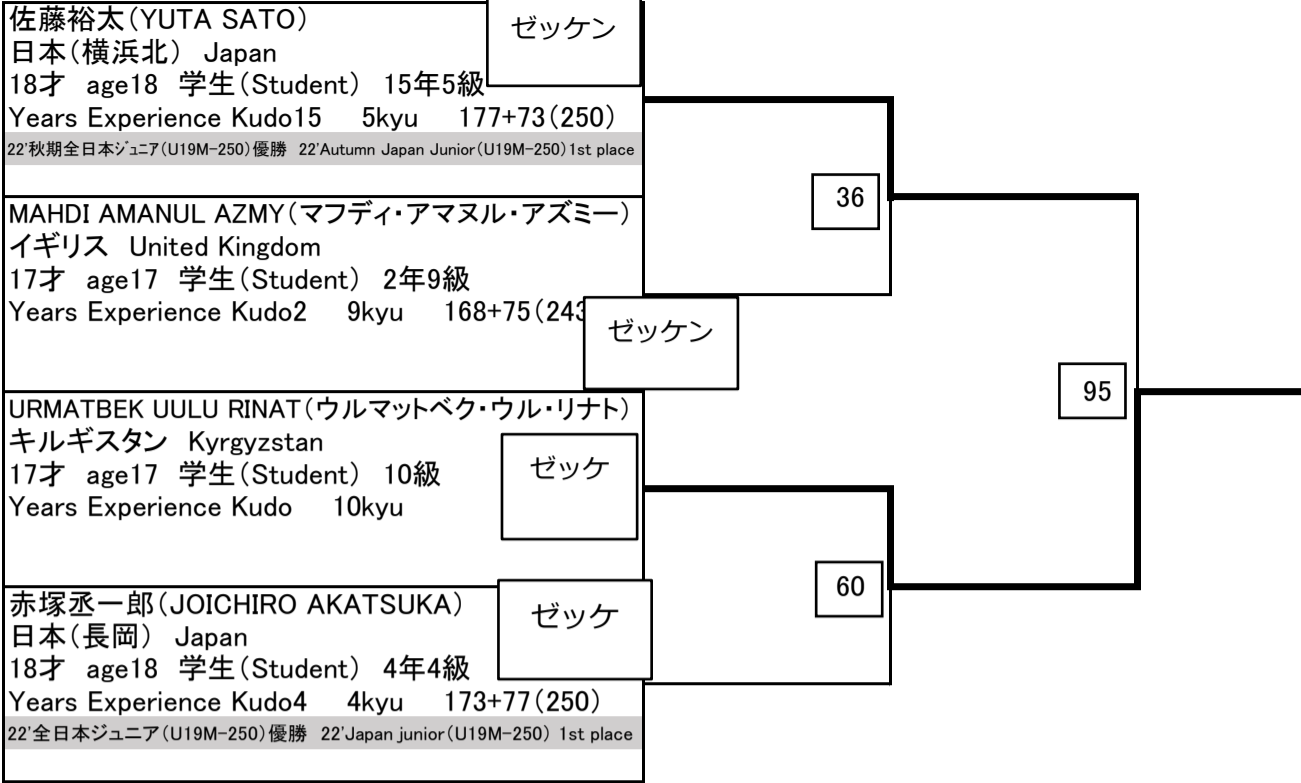 佐藤裕太（YUTA SATO）
ゼッケン
日本（横浜北） Japan
18才 age18 学生（Student） 15年5級
Years Experience Kudo15 5kyu 177+73（250）
22'秋期全日本ジュニア（U19M-250）優勝 22'Autumn Japan Junior（U19M-250）1st place
36
MAHDI AMANUL AZMY（マフディ・アマヌル・アズミー）
イギリス United Kingdom
17才 age17 学生（Student） 2年9級
Years Experience Kudo2 9kyu 168+75（243
ゼッケン
95
URMATBEK UULU RINAT（ウルマットベク・ウル・リナト）
キルギスタン Kyrgyzstan
17才 age17 学生（Student） 10級
ゼッケ
Years Experience Kudo 10kyu
60
赤塚丞一郎（JOICHIRO AKATSUKA）
ゼッケ
日本（長岡） Japan
18才 age18 学生（Student） 4年4級
Years Experience Kudo4 4kyu 173+77（250）
22'全日本ジュニア（U19M-250）優勝 22'Japan junior（U19M-250） 1st place